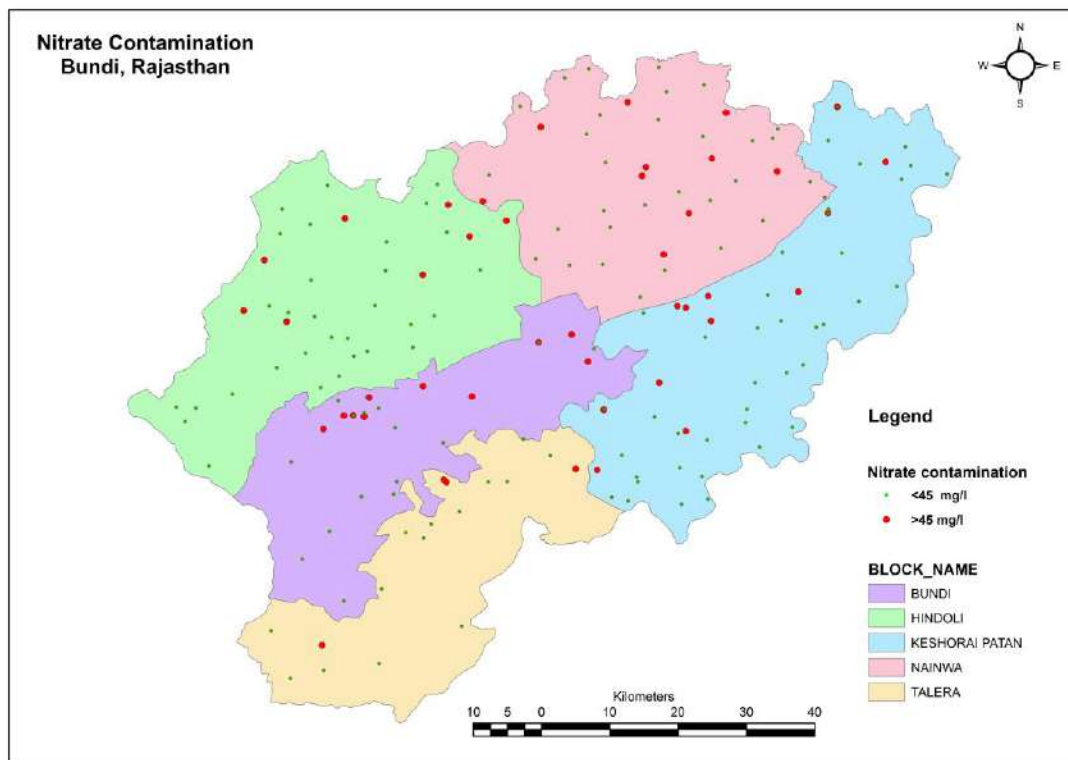 Nitrate Contamination
Bundi, Rajasthan
N
W E
S
Legend
Nitrate contamination
<45 mg/l
>45 mg/l
BLOCK_NAME
BUNDI
HINDOLI
KESHORAI PATAN
NAINWA
TALERA
Kilometers
10 5 0 10 20 30 40